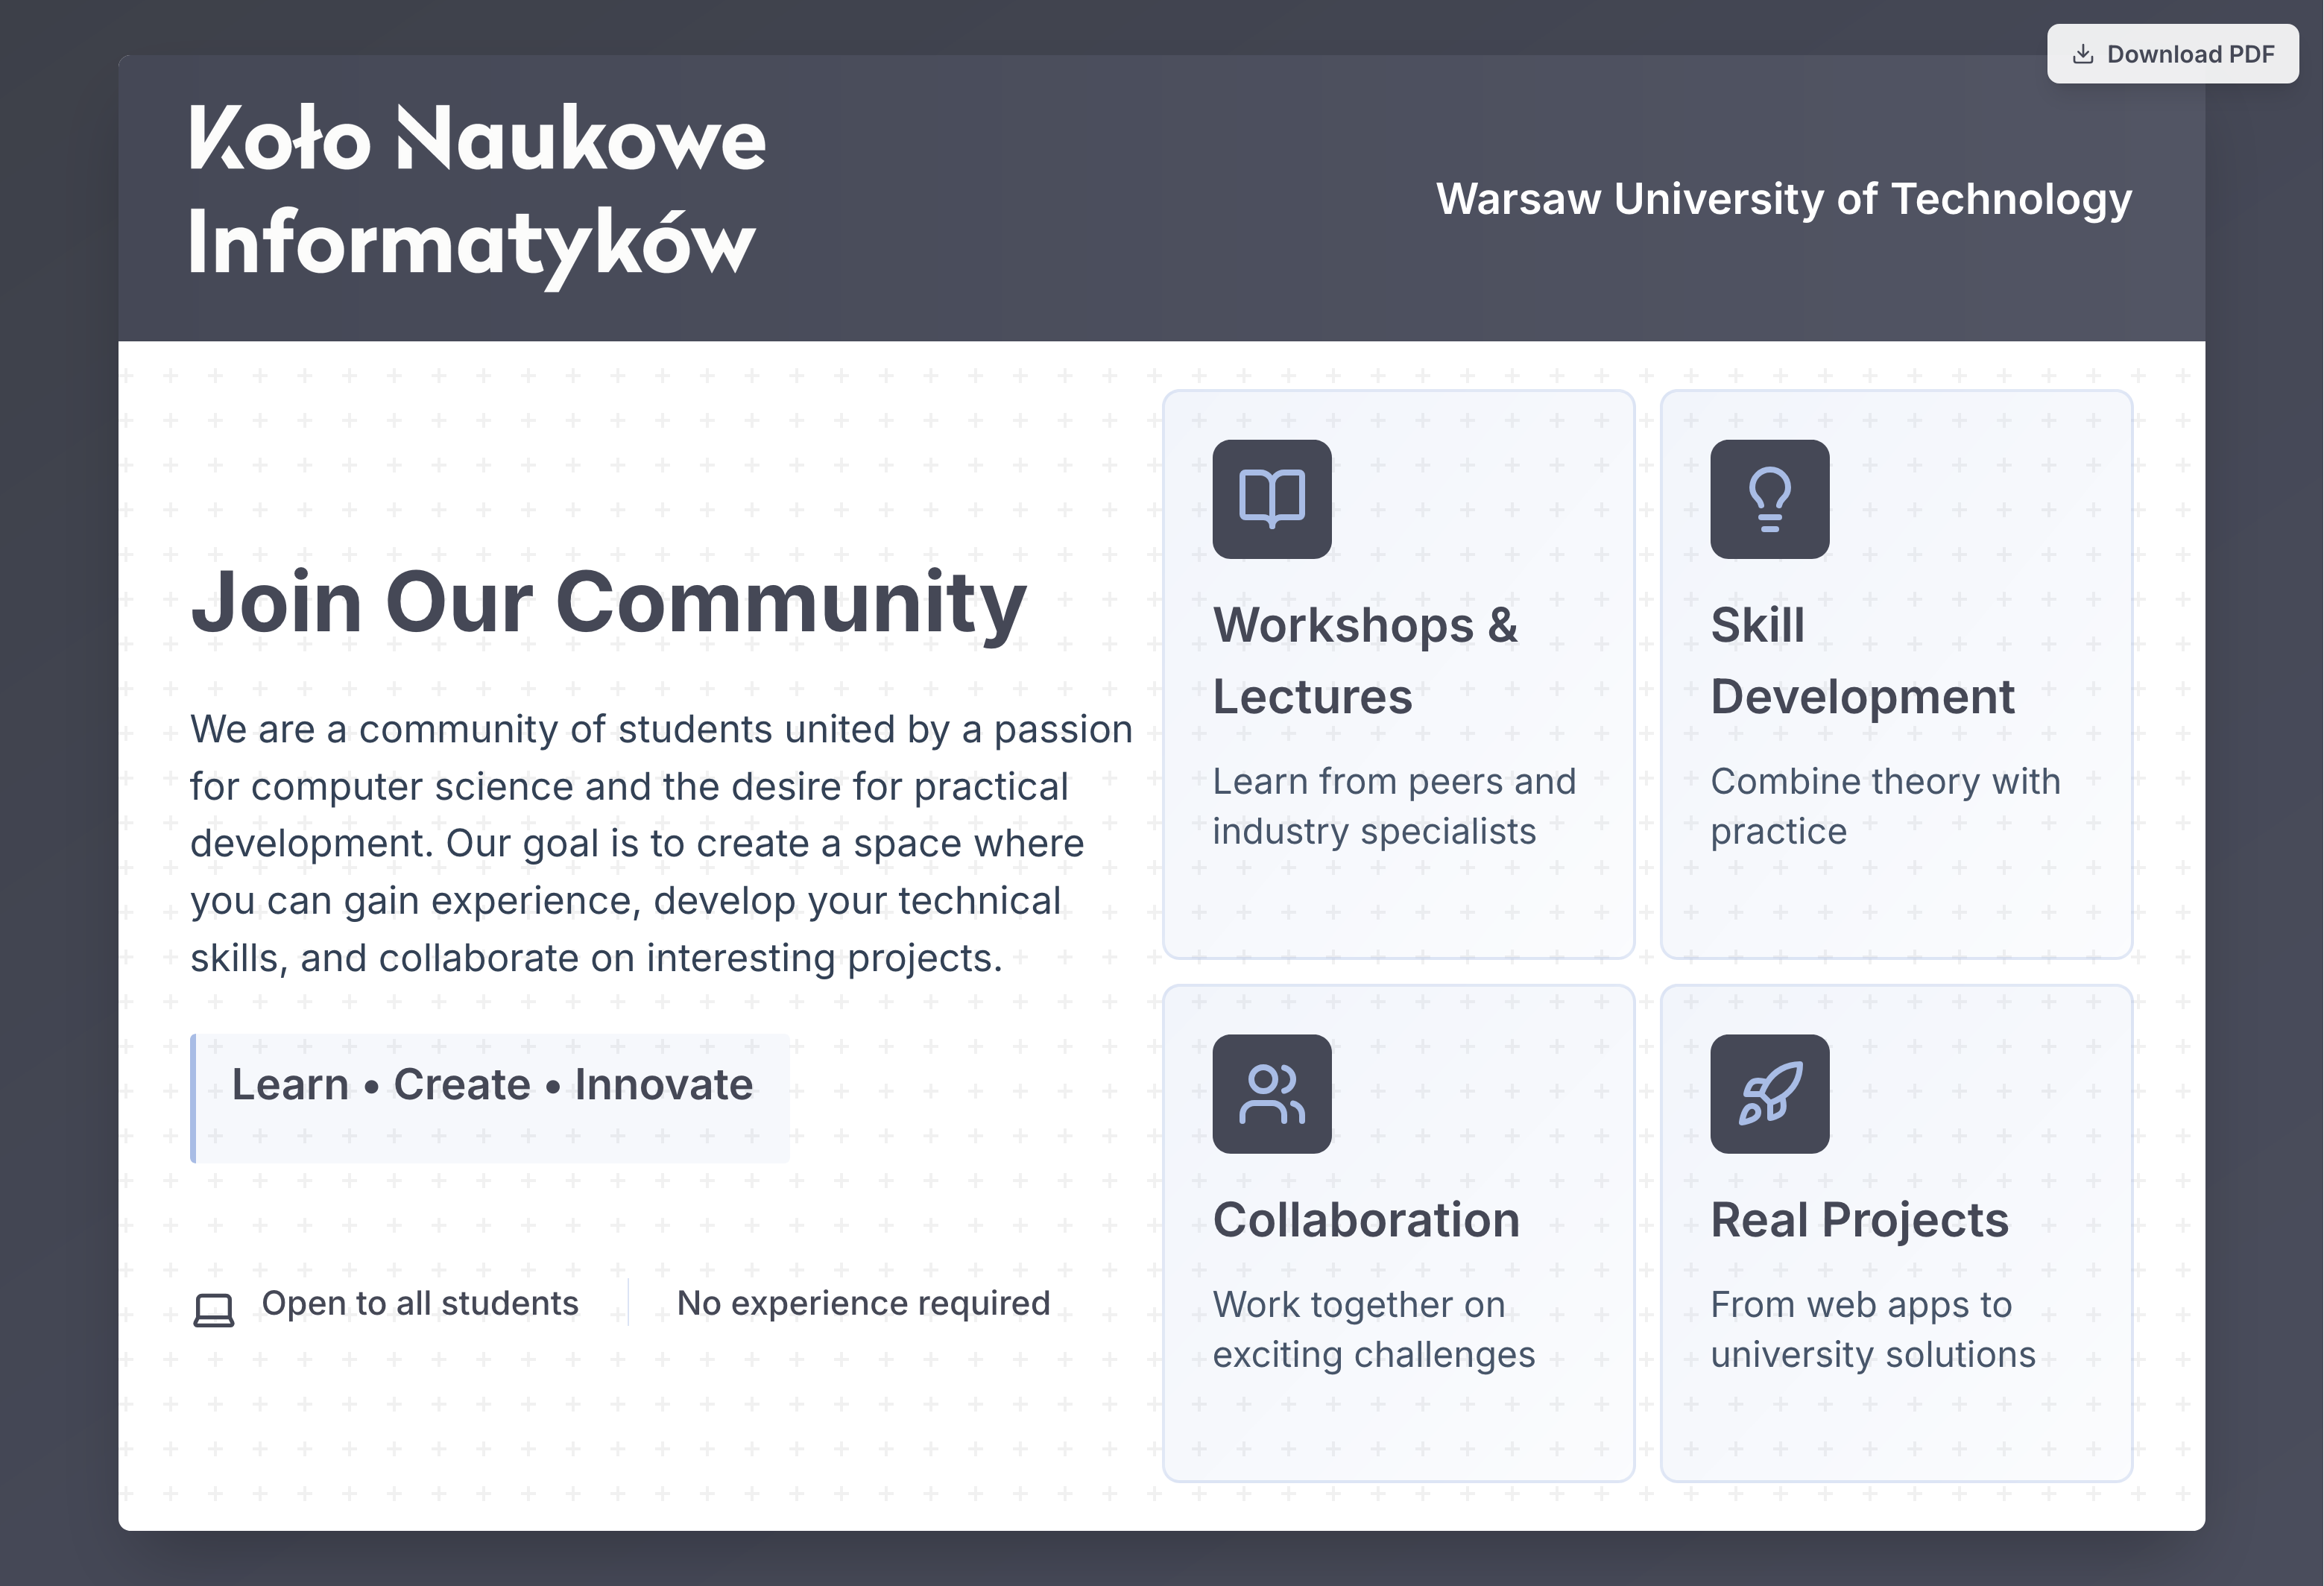 Download PDF
Koło Naukowe
Informatyków
Warsaw University of Technology
Join Our Community
We are a community of students united by a passion
for computer science and the desire for practical
development. Our goal is to create a space where
you can gain experience, develop your technical
skills, and collaborate on interesting projects.
Learn • Create • Innovate
Open to all students
No experience required
Workshops &
Lectures
Learn from peers and
industry specialists
Skill
Development
Combine theory with
practice
Collaboration
Work together on
exciting challenges
Real Projects
From web apps to
university solutions